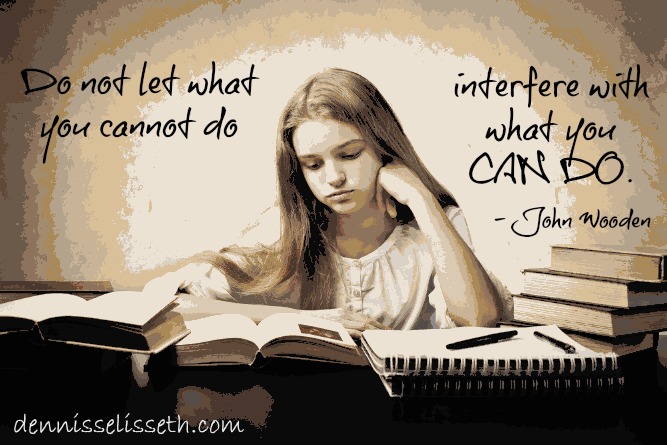 Do not let what
you cannot do
interfere with
what you
CAN DO.
- John Wooden
dennisselisseth.com